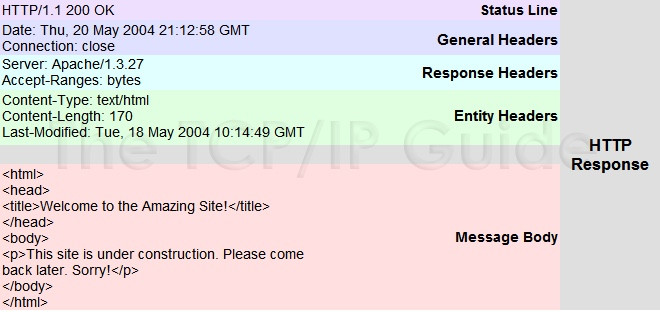 HTTP/1.1 200 OK
Status Line
Date: Thu, 20 May 2004 21:12:58 GMT
Connection: close
General Headers
Server: Apache/1.3.27
Accept-Ranges: bytes
Response Headers
Content-Type: text/html
Content-Length: 170
Last-Modified: Tue, 18 May 2004 10:14:49 GMT
Entity Headers
The TCP/IP Guide
<html>
<head>
<title>Welcome to the Amazing Site!</title>
</head>
<body>
<p>This site is under construction. Please come
back later. Sorry!</p>
</body>
</html>
Message Body
HTTP
Response